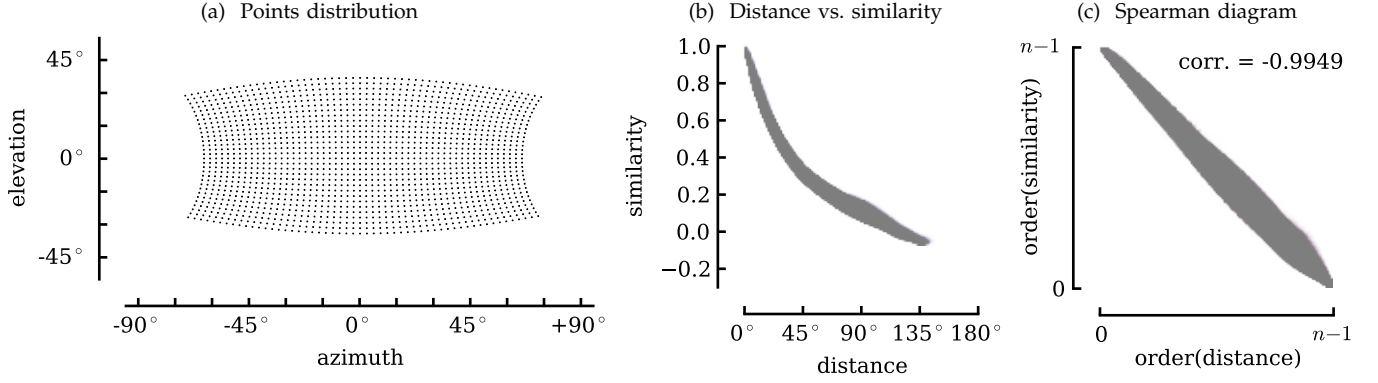 (a) Points distribution
45°
0°
-45°
elevation
-90° -45° 0° 45° +90°
azimuth
(b) Distance vs. similarity
1.0
0.8
0.6
0.4
0.2
0.0
−0.2
similarity
0° 45° 90° 135° 180°
distance
(c) Spearman diagram
n−1
corr. = -0.9949
0
order(similarity)
0 n−1
order(distance)